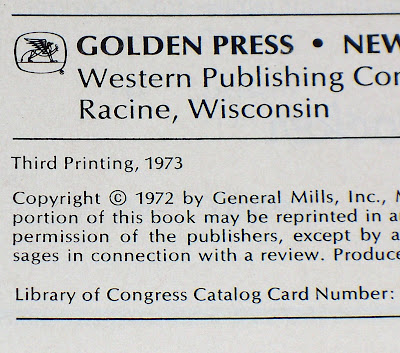 GOLDEN PRESS • NEW
Western Publishing Con
Racine, Wisconsin
Third Printing, 1973
Copyright © 1972 by General Mills, Inc., M
portion of this book may be reprinted in a
permission of the publishers, except by a
sages in connection with a review. Produce
Library of Congress Catalog Card Number: